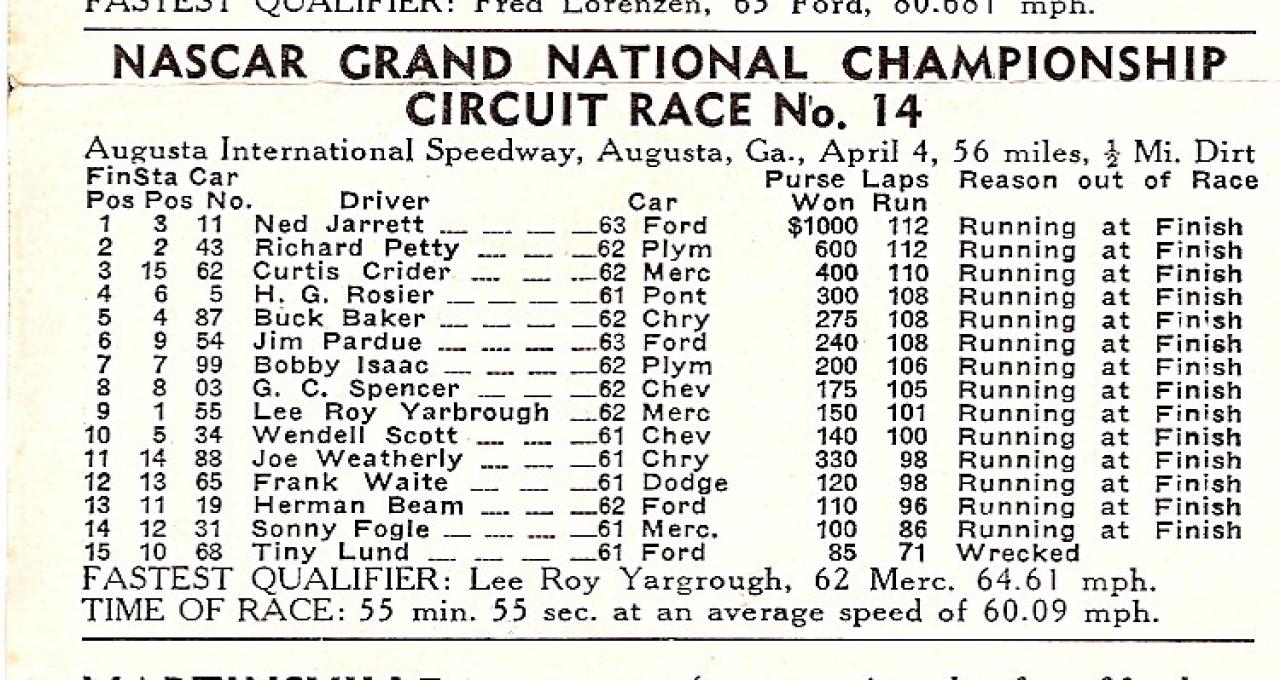 FASTEST QUALIFIER: Fred Lorenzen, 63 Ford, 80.681 mph.
NASCAR GRAND NATIONAL CHAMPIONSHIP
CIRCUIT RACE No. 14
Augusta International Speedway, Augusta, Ga., April 4, 56 miles, ½ Mi. Dirt
FinSta Car Purse Laps Reason out of Race
Pos Pos No. Driver Car Won Run
1 3 11 Ned Jarrett 63 Ford $1000 112 Running at Finish
2 2 43 Richard Petty 62 Plym 600 112 Running at Finish
3 15 62 Curtis Crider 62 Merc 400 110 Running at Finish
4 6 5 H. G. Rosier 61 Pont 300 108 Running at Finish
5 4 87 Buck Baker 62 Chry 275 108 Running at Finish
6 9 54 Jim Pardue 63 Ford 240 108 Running at Finish
7 7 99 Bobby Isaac 62 Plym 200 106 Running at Finish
8 8 03 G. C. Spencer 62 Chev 175 105 Running at Finish
9 1 55 Lee Roy Yarbrough 62 Merc 150 101 Running at Finish
10 5 34 Wendell Scott 61 Chev 140 100 Running at Finish
11 14 88 Joe Weatherly 61 Chry 330 98 Running at Finish
12 13 65 Frank Waite 61 Dodge 120 98 Running at Finish
13 11 19 Herman Beam 62 Ford 110 96 Running at Finish
14 12 31 Sonny Fogle 61 Merc. 100 86 Running at Finish
15 10 68 Tiny Lund 61 Ford 85 71 Wrecked
FASTEST QUALIFIER: Lee Roy Yargrough, 62 Merc. 64.61 mph.
TIME OF RACE: 55 min. 55 sec. at an average speed of 60.09 mph.